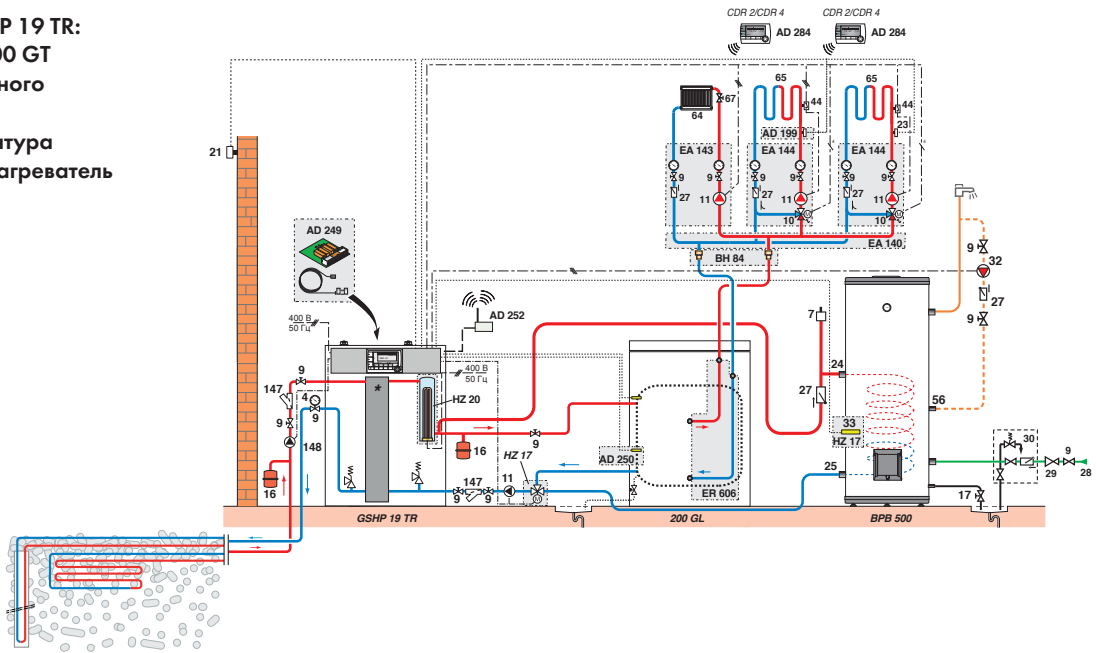 P 19 TR:
00 GT
ного
атура
агреватель
CDR 2/CDR 4
CDR 2/CDR 4
AD 284
AD 284
65
65
67
44
44
64
AD 199
23
21
EA 143
EA 144
EA 144
9
9
9
9
9
9
27
27
27
11
11
11
10
10
M
M
EA 140
BH 84
9
32
27
9
AD 249
AD 252
400 В
50 Гц
400 В
50 Гц
7
9
147
4
9
9
148
16
HZ 20
16
9
24
27
56
33
HZ 17
AD 250
HZ 17
147
11
9
9
M
ER 606
25
30
9
29
28
17
GSHP 19 TR
200 GL
BPB 500